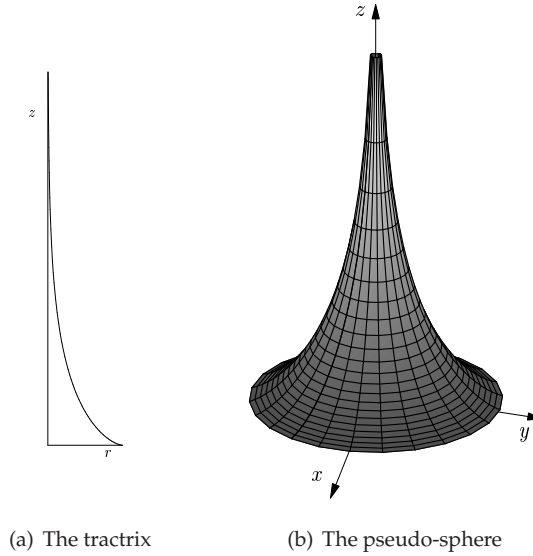 z
r
(a) The tractrix
z
y
x
(b) The pseudo-sphere